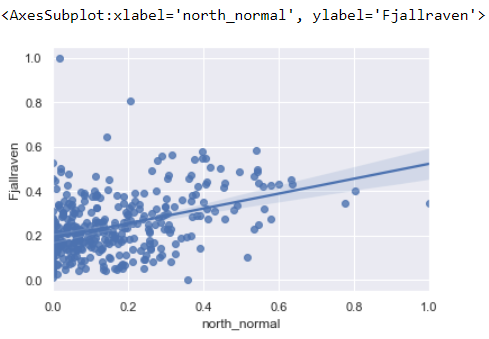 <AxesSubplot:xlabel='north_normal', ylabel='Fjallraven'>
1.0
0.8
0.6
0.4
0.2
0.0
Fjallraven
0.0 0.2 0.4 0.6 0.8 1.0
north_normal